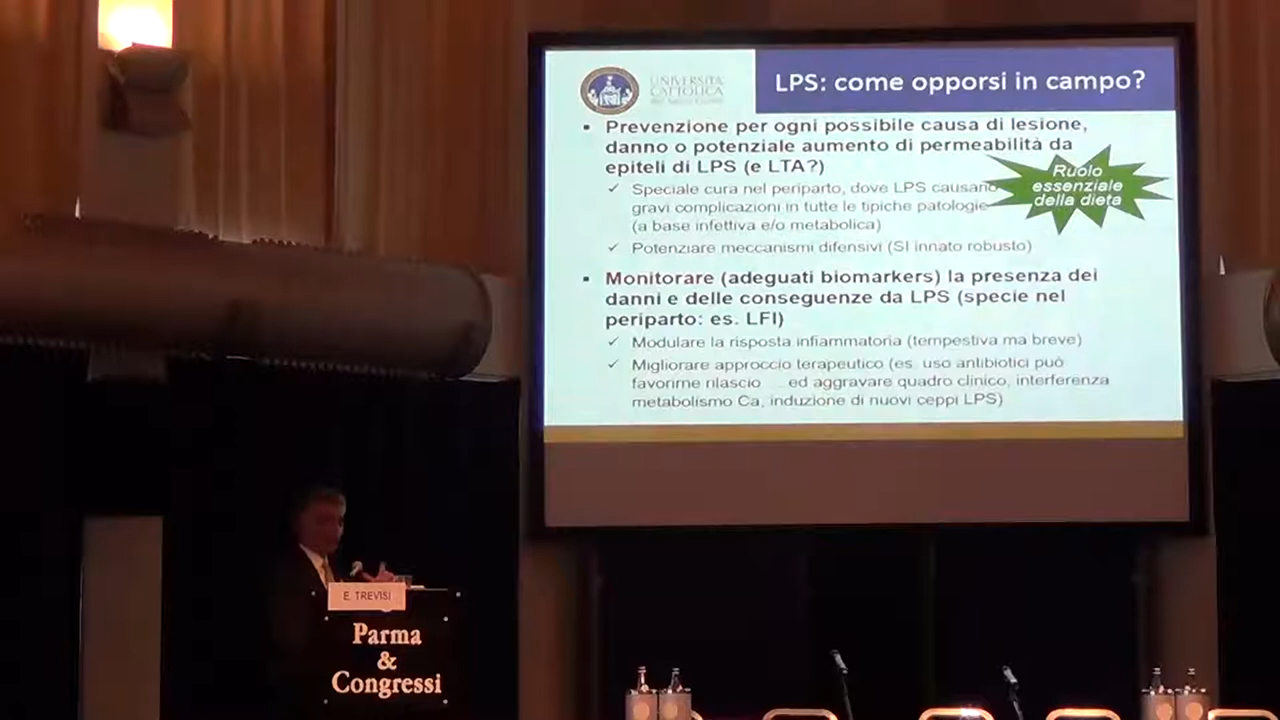 UNIVERSITÀ
CATTOLICA
LPS: come opporsi in campo?
▪ Prevenzione per ogni possibile causa di lesione,
danno o potenziale aumento di permeabilità da
epiteli di LPS (e LTA?)
✓ Speciale cura nel periparto, dove LPS causano
gravi complicazioni in tutte le tipiche patologie
(a base infettiva e/o metabolica)
✓ Potenziare meccanismi difensivi (SI innato robusto)
Ruolo
essenziale
della dieta
▪ Monitorare (adeguati biomarkers) la presenza dei
danni e delle conseguenze da LPS (specie nel
periparto: es. LFI)
✓ Modulare la risposta infiammatoria (tempestiva ma breve)
✓ Migliorare approccio terapeutico (es. uso antibiotici può
favorirne rilascio ... ed aggravare quadro clinico, interferenza
metabolismo Ca, induzione di nuovi ceppi LPS)
E. TREVISI
Parma
&
Congressi